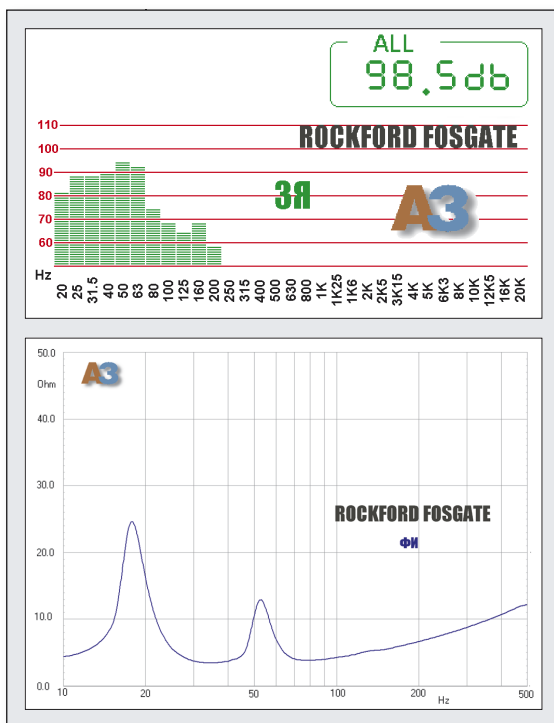 ALL
98.5db
110
ROCKFORD FOSGATE
100
90
80
ЗЯ
A3
70
60
Hz
20 25 31.5 40 50 63 80 100 125 160 200 250 315 400 500 630 800 1K 1K25 1K6 2K 2K5 3K15 4K 5K 6K3 8K 10K 12K5 16K 20K
50.0
Ohm
A3
40.0
30.0
ROCKFORD FOSGATE
ФИ
20.0
10.0
0.0
10 20 50 100 200 500
Hz